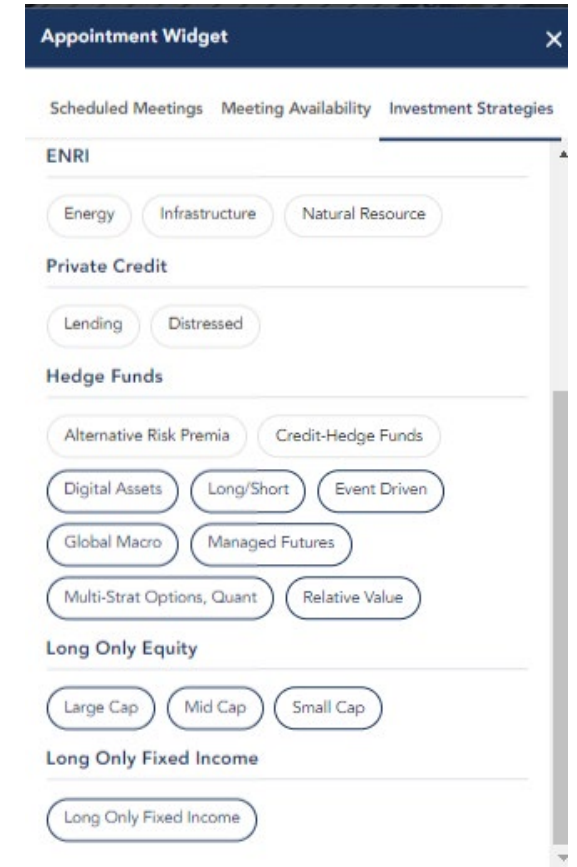 Appointment Widget
Scheduled Meetings Meeting Availability Investment Strategies
ENRI
Energy Infrastructure Natural Resource
Private Credit
Lending Distressed
Hedge Funds
Alternative Risk Premia Credit-Hedge Funds
Digital Assets Long/Short Event Driven
Global Macro Managed Futures
Multi-Strat Options, Quant Relative Value
Long Only Equity
Large Cap Mid Cap Small Cap
Long Only Fixed Income
Long Only Fixed Income